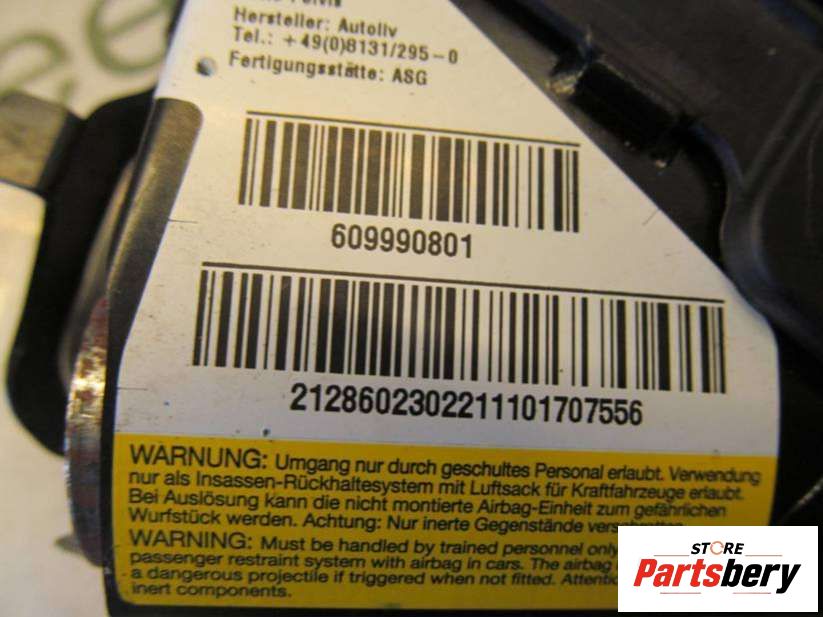 Hersteller: Autoliv
Tel.: +49(0)8131/295-0
Fertigungsstätte: ASG
609990801
2128602302211101707556
WARNUNG: Umgang nur durch geschultes Personal erlaubt. Verwendung
nur als Insassen-Rückhaltesystem mit Luftsack für Kraftfahrzeuge erlaubt.
Bei Auslösung kann die nicht montierte Airbag-Einheit zum gefährlichen
Wurfstück werden. Achtung: Nur inerte Gegenstände
WARNING: Must be handled by trained personnel only
passenger restraint system with airbag in cars. The airbag
a dangerous projectile if triggered when not fitted.
inert components.
STORE
Partsbery